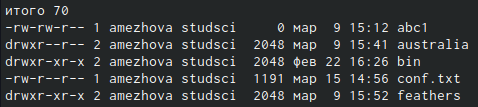 итого 70
-rw-rw-r-- 1 amezhova studsci    0 мар  9 15:12 abc1
drwxr--r-- 2 amezhova studsci 2048 мар  9 15:41 australia
drwxr-xr-x 2 amezhova studsci 2048 фев 22 16:26 bin
-rw-r--r-- 1 amezhova studsci 1191 мар 15 14:56 conf.txt
drwxr-xr-x 2 amezhova studsci 2048 мар  9 15:52 feathers